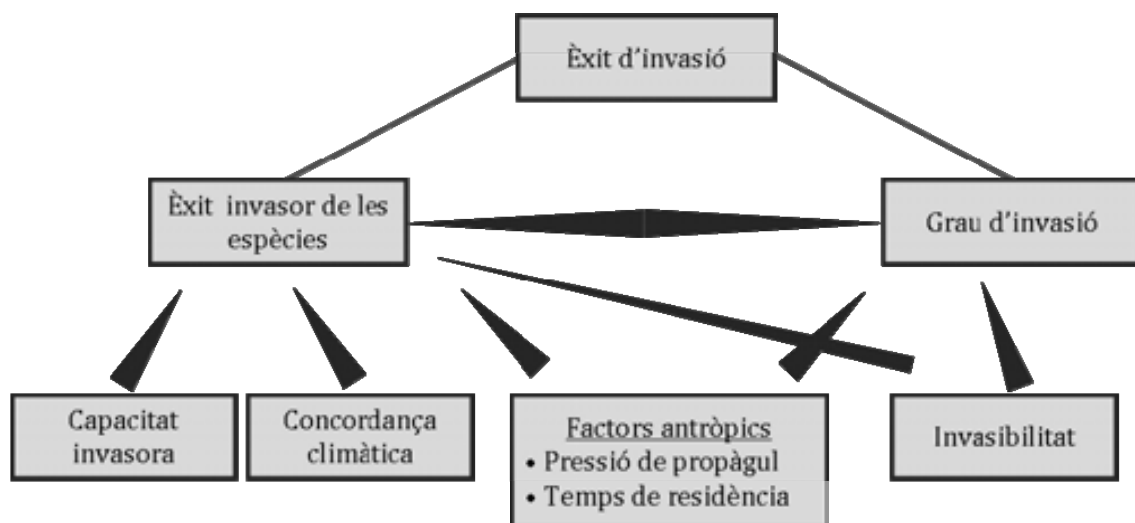 Èxit d'invasió
Èxit invasor de les
espècies
Grau d'invasió
Capacitat
invasora
Concordança
climàtica
Factors antròpics
• Pressió de propàgul
• Temps de residència
Invasibilitat